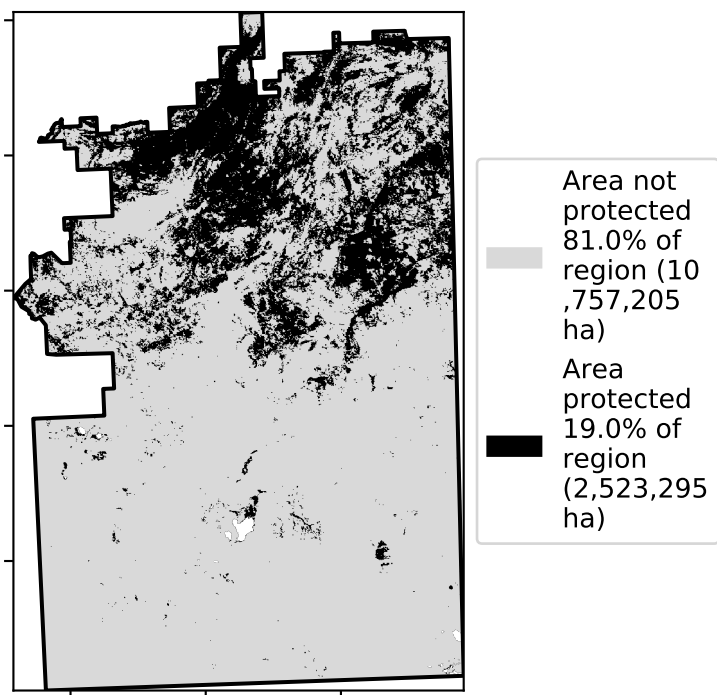 Area not
protected
81.0% of
region (10
,757,205
ha)
Area
protected
19.0% of
region
(2,523,295
ha)